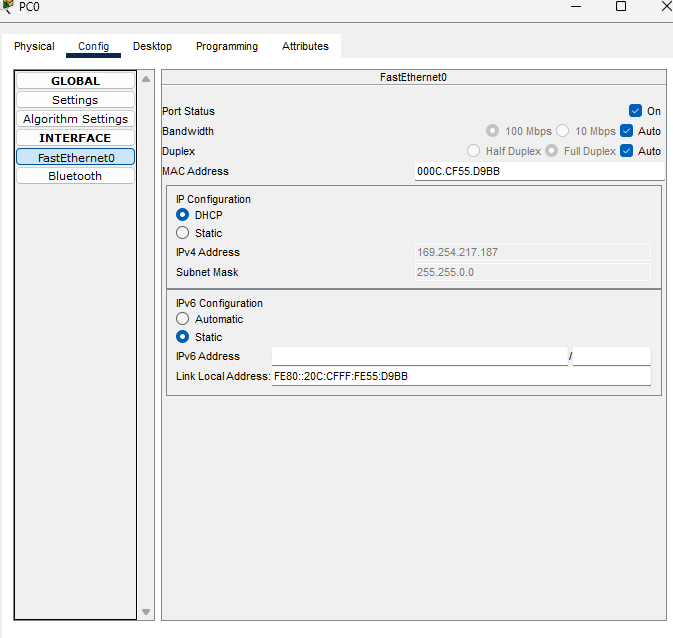 PC0
Physical Config Desktop Programming Attributes
GLOBAL
Settings
Algorithm Settings
INTERFACE
FastEthernet0
Bluetooth
FastEthernet0
Port Status On
Bandwidth 100 Mbps 10 Mbps Auto
Duplex Half Duplex Full Duplex Auto
MAC Address 000C.CF55.D9BB
IP Configuration
DHCP
Static
IPv4 Address 169.254.217.187
Subnet Mask 255.255.0.0
IPv6 Configuration
Automatic
Static
IPv6 Address /
Link Local Address: FE80::20C:CFFF:FE55:D9BB